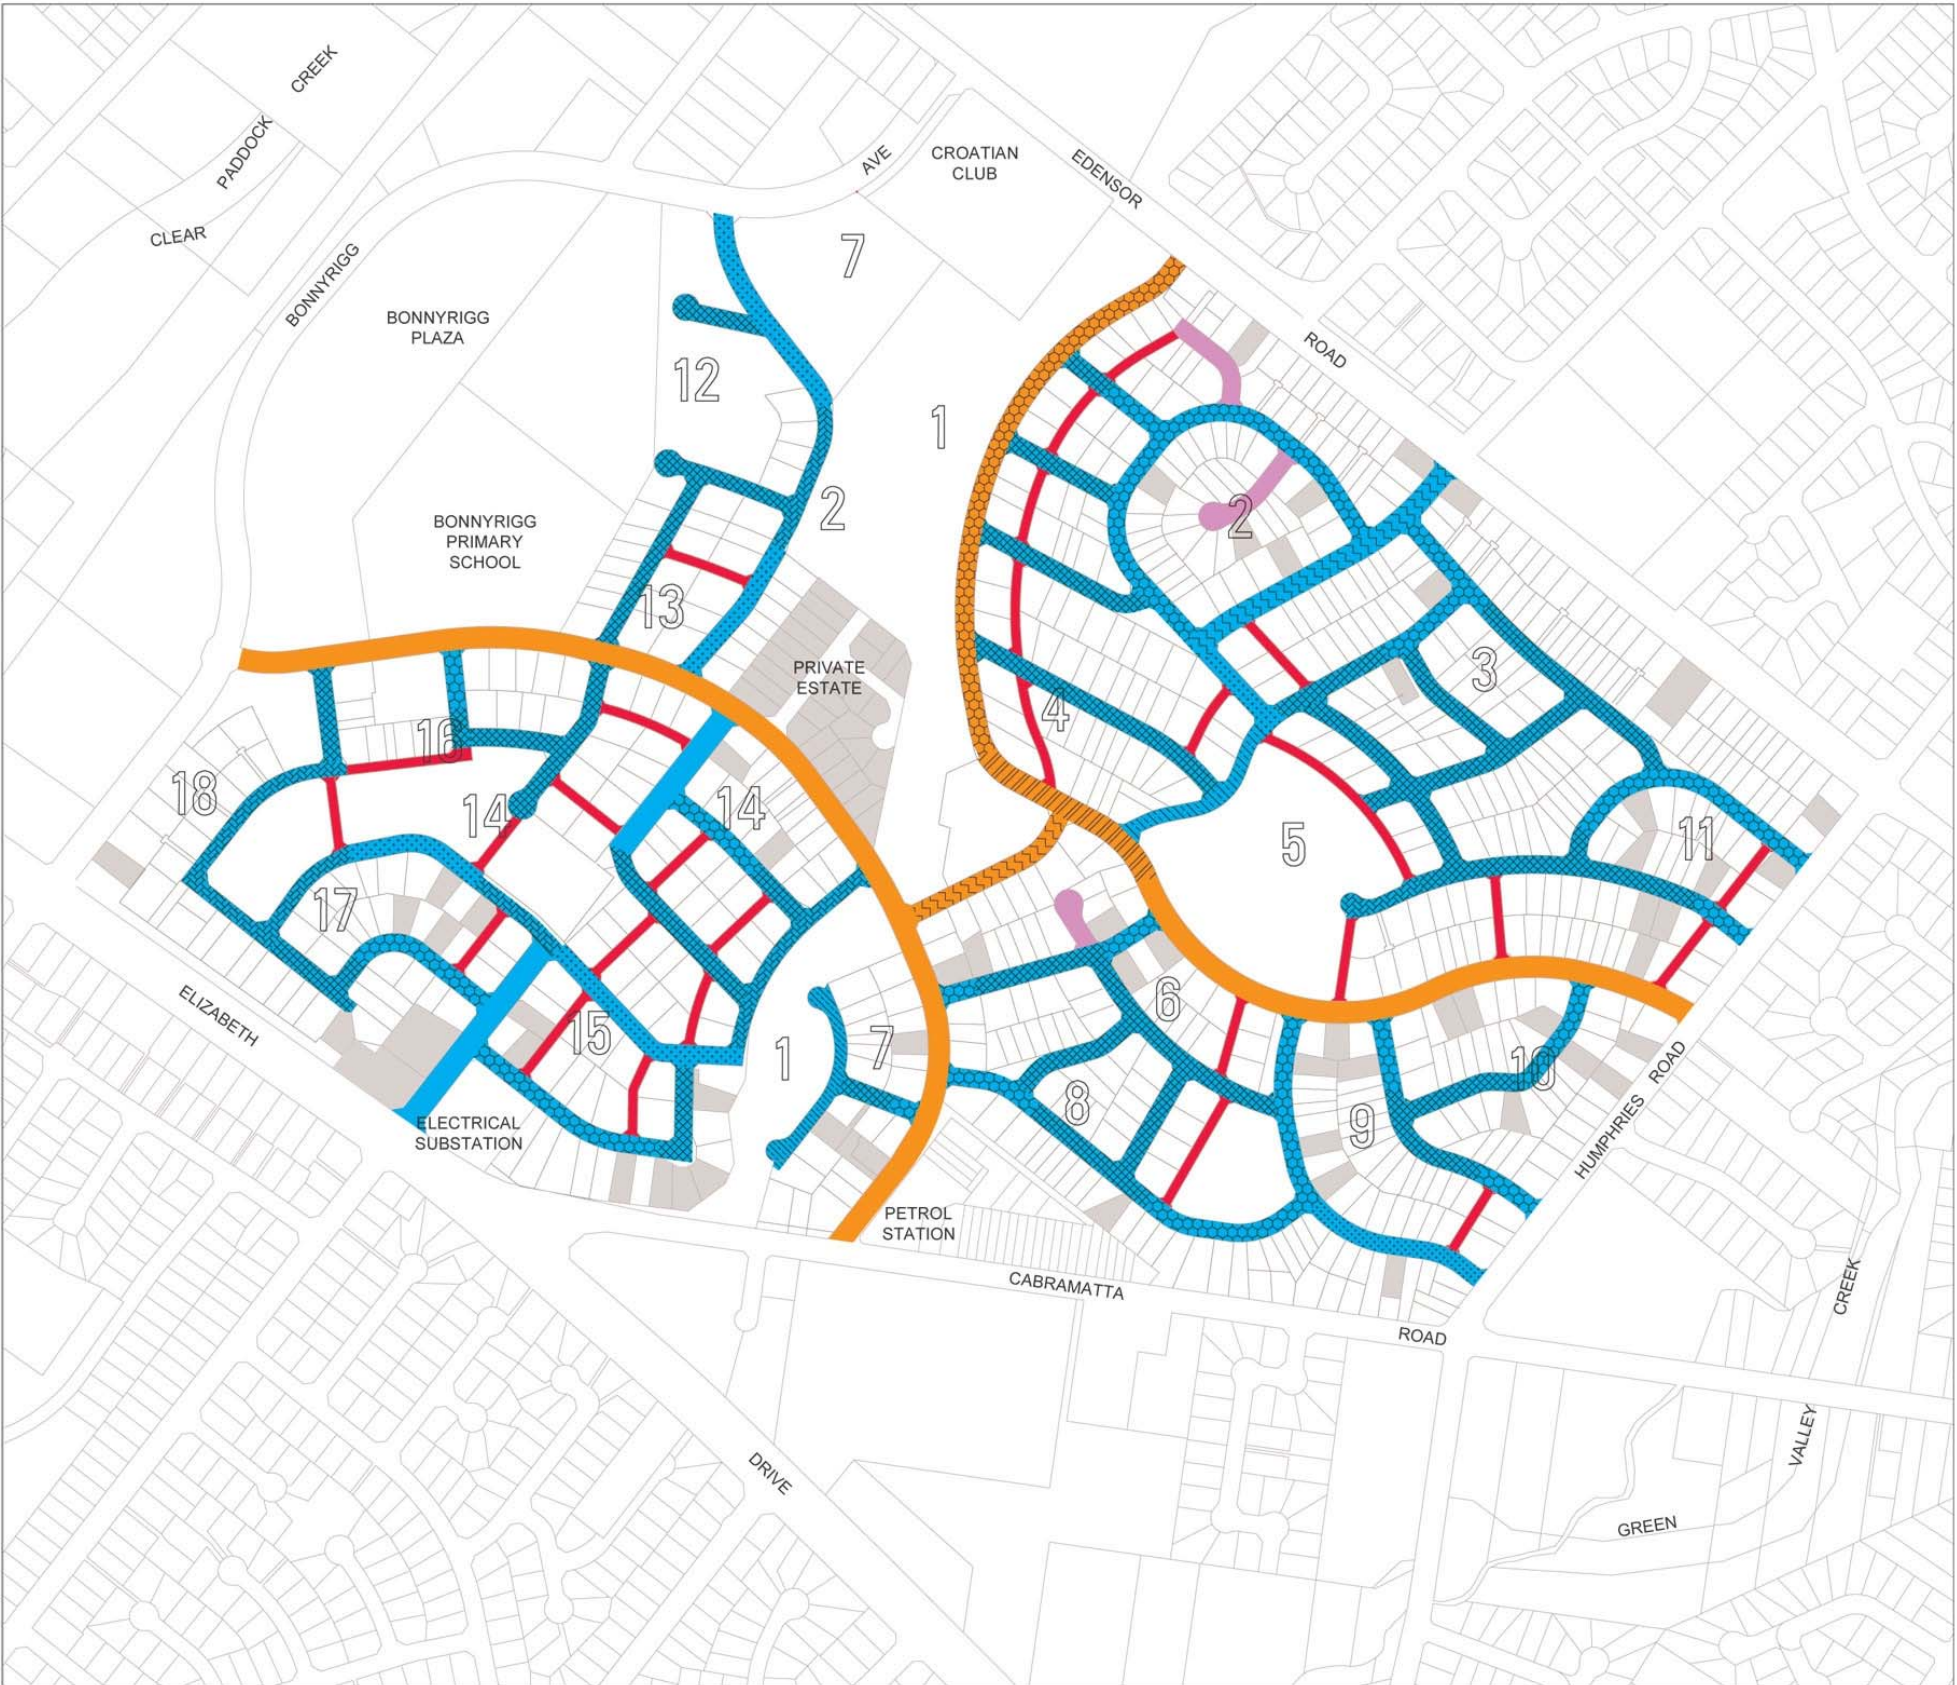 CREEK
PADDOCK
CLEAR
BONNYRIGG
AVE
CROATIAN
CLUB
EDENSOR
ROAD
7
BONNYRIGG
PLAZA
12
1
2
2
BONNYRIGG
PRIMARY
SCHOOL
13
PRIVATE
ESTATE
3
4
16
18
14
14
5
11
17
6
15
1
7
8
9
10
ELIZABETH
ELECTRICAL
SUBSTATION
HUMPHRIES
ROAD
PETROL
STATION
CABRAMATTA
ROAD
CREEK
VALLEY
GREEN
DRIVE